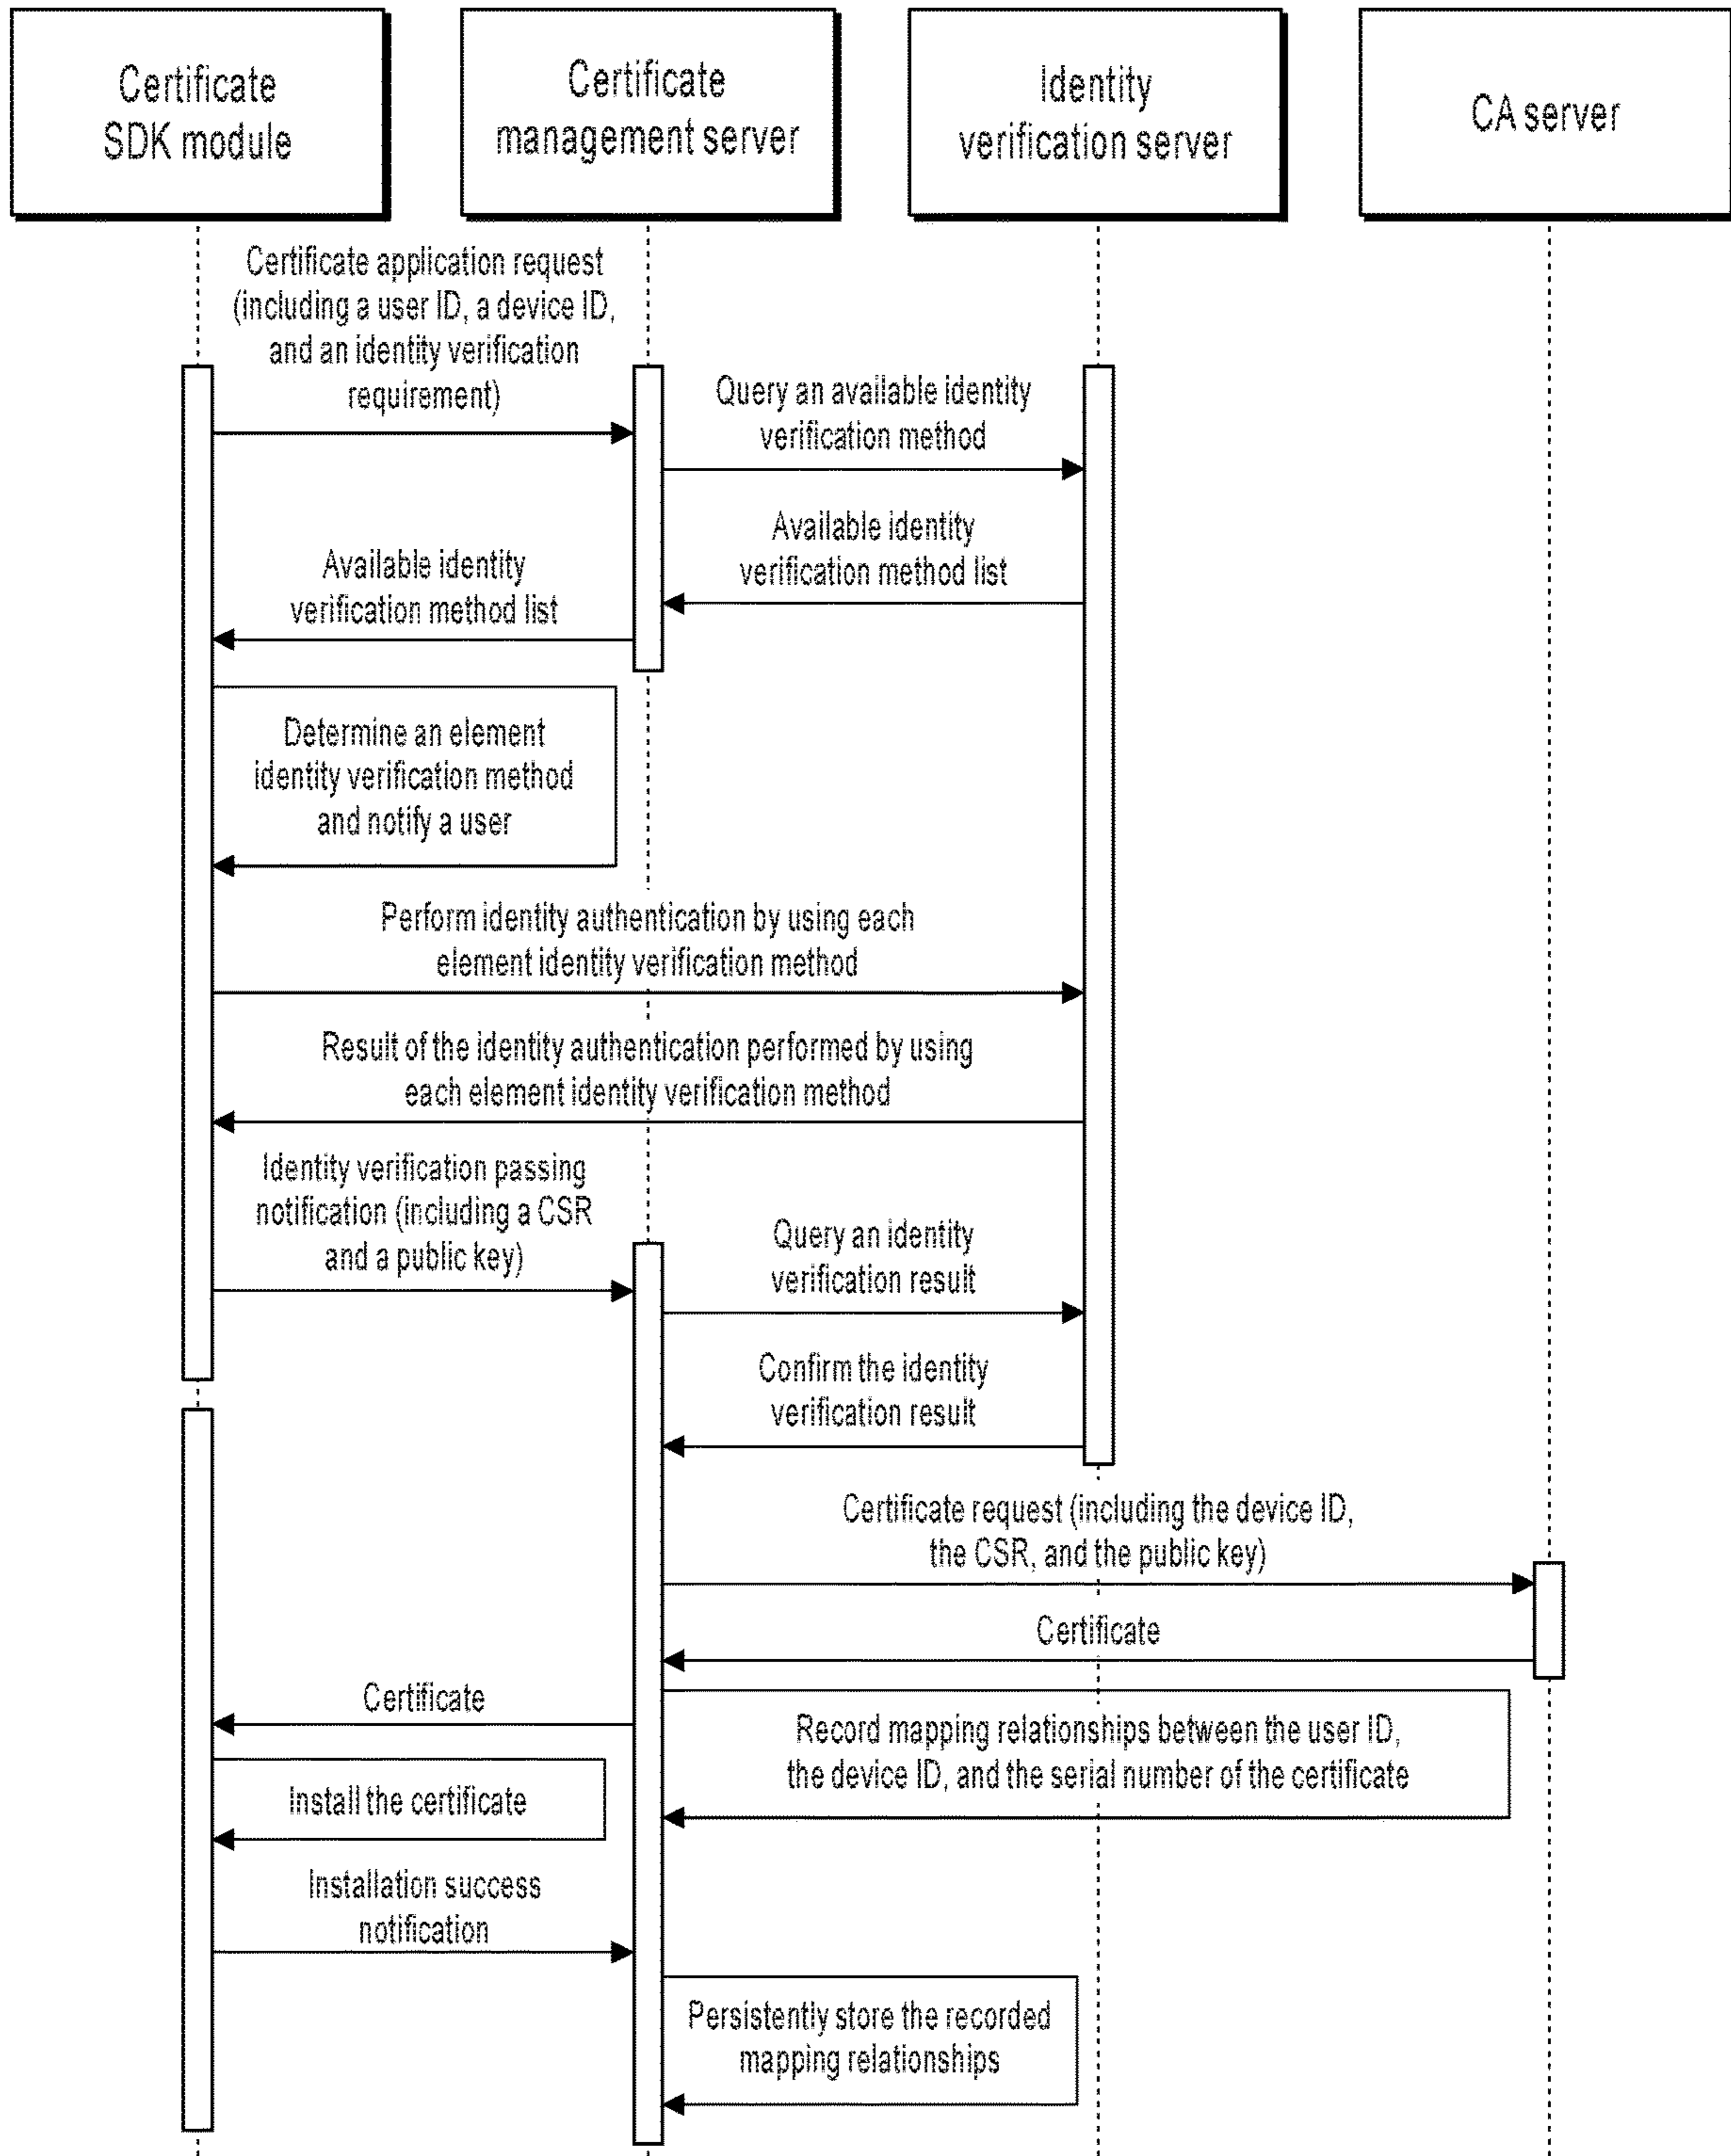 Certificate
SDK module
Certificate
management server
Identity
verification server
CA server
Certificate application request
(including a user ID, a device ID,
and an identity verification
requirement)
Query an available identity
verification method
Available identity
verification method list
Available identity
verification method list
Determine an element
identity verification method
and notify a user
Perform identity authentication by using each
element identity verification method
Result of the identity authentication performed by using
each element identity verification method
Identity verification passing
notification (including a CSR
and a public key)
Query an identity
verification result
Confirm the identity
verification result
Certificate request (including the device ID,
the CSR, and the public key)
Certificate
Certificate
Record mapping relationships between the user ID,
the device ID, and the serial number of the certificate
Install the certificate
Installation success
notification
Persistently store the recorded
mapping relationships